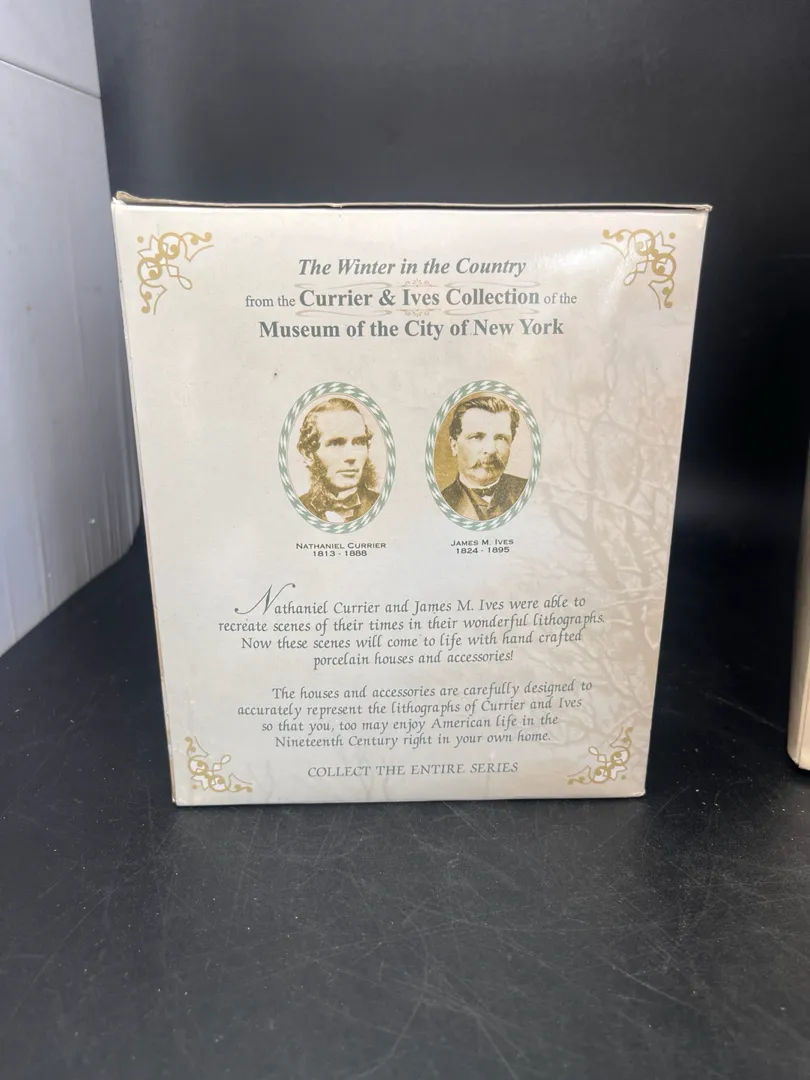 The Winter in the Country
from the Currier & Ives Collection of the
Museum of the City of New York
NATHANIEL CURRIER
1813 - 1888
JAMES M. IVES
1824 - 1895
Nathaniel Currier and James M. Ives were able to
recreate scenes of their times in their wonderful lithographs.
Now these scenes will come to life with hand crafted
porcelain houses and accessories!
The houses and accessories are carefully designed to
accurately represent the lithographs of Currier and Ives
so that you, too may enjoy American life in the
Nineteenth Century right in your own home.
COLLECT THE ENTIRE SERIES